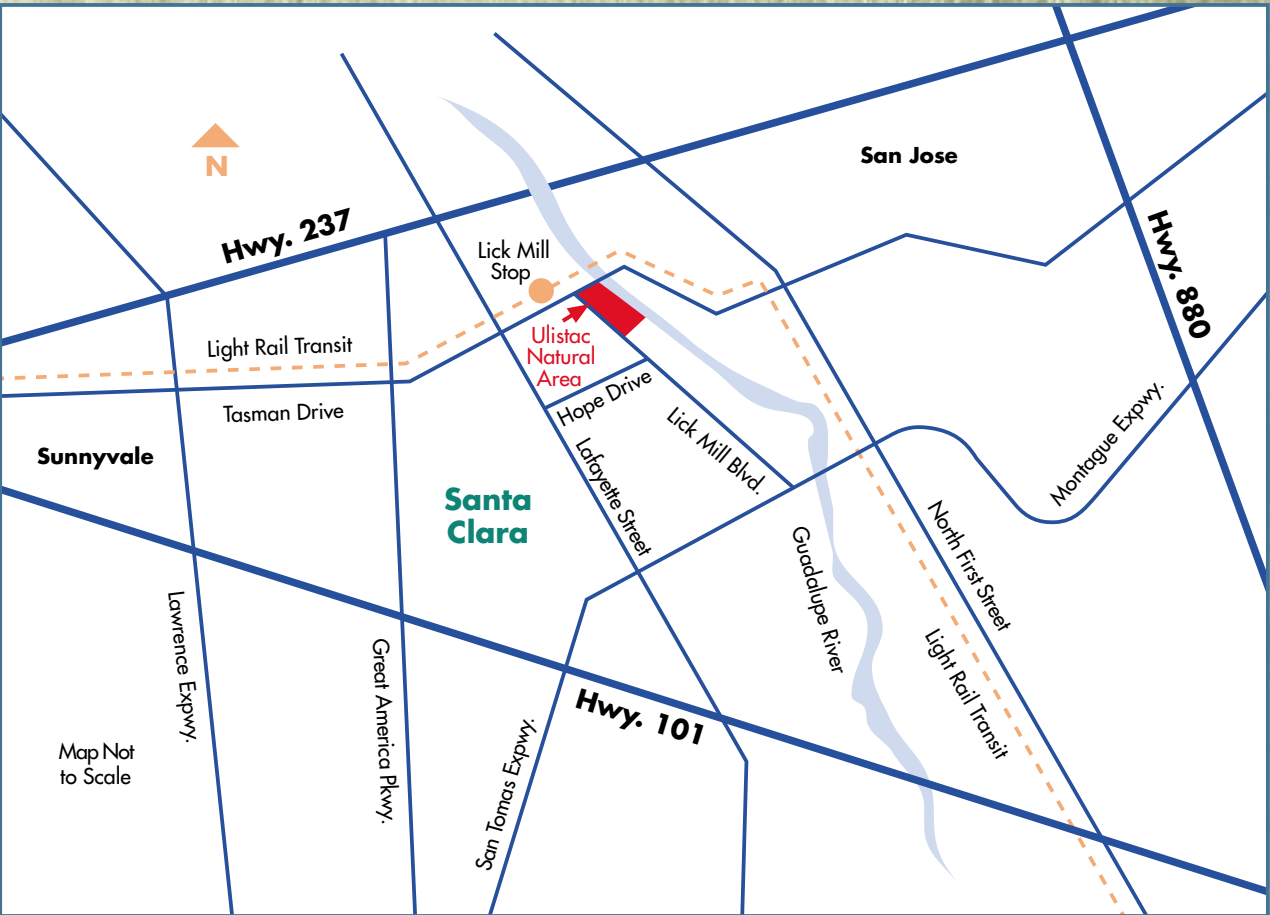 San Jose
N
Hwy. 237
Hwy. 880
Lick Mill
Stop
Light Rail Transit
Ulistac
Natural
Area
Hope Drive
Tasman Drive
Lick Mill Blvd.
Montague Expwy.
Sunnyvale
Lafayette Street
Santa
Clara
North First Street
Guadalupe River
Lawrence Expwy.
Great America Pkwy.
Light Rail Transit
Hwy. 101
San Tomas Expwy.
Map Not
to Scale